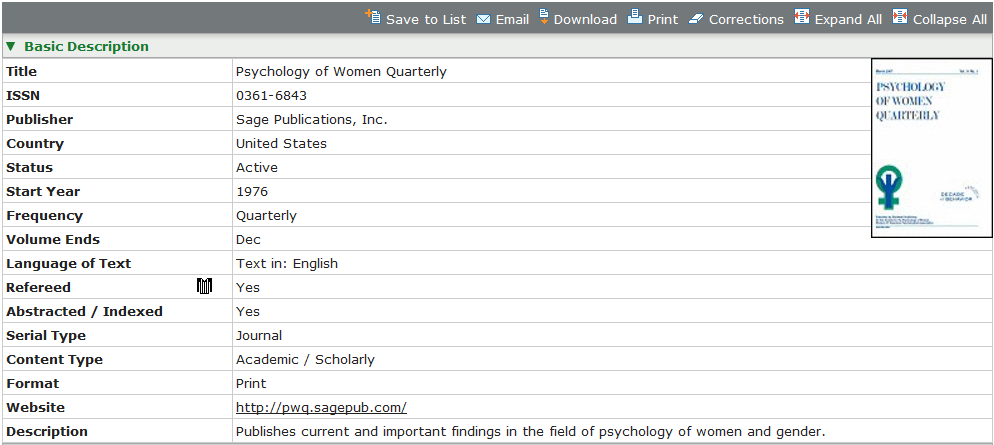 Save to List Email Download Print Corrections Expand All Collapse All
▼ Basic Description
Title Psychology of Women Quarterly
ISSN 0361-6843
Publisher Sage Publications, Inc.
Country United States
Status Active
Start Year 1976
Frequency Quarterly
Volume Ends Dec
Language of Text Text in: English
Refereed Yes
Abstracted / Indexed Yes
Serial Type Journal
Content Type Academic / Scholarly
Format Print
Website http://pwq.sagepub.com/
Description Publishes current and important findings in the field of psychology of women and gender.
PSYCHOLOGY
OF WOMEN
QUARTERLY
DECADE
of BEHAVIOR